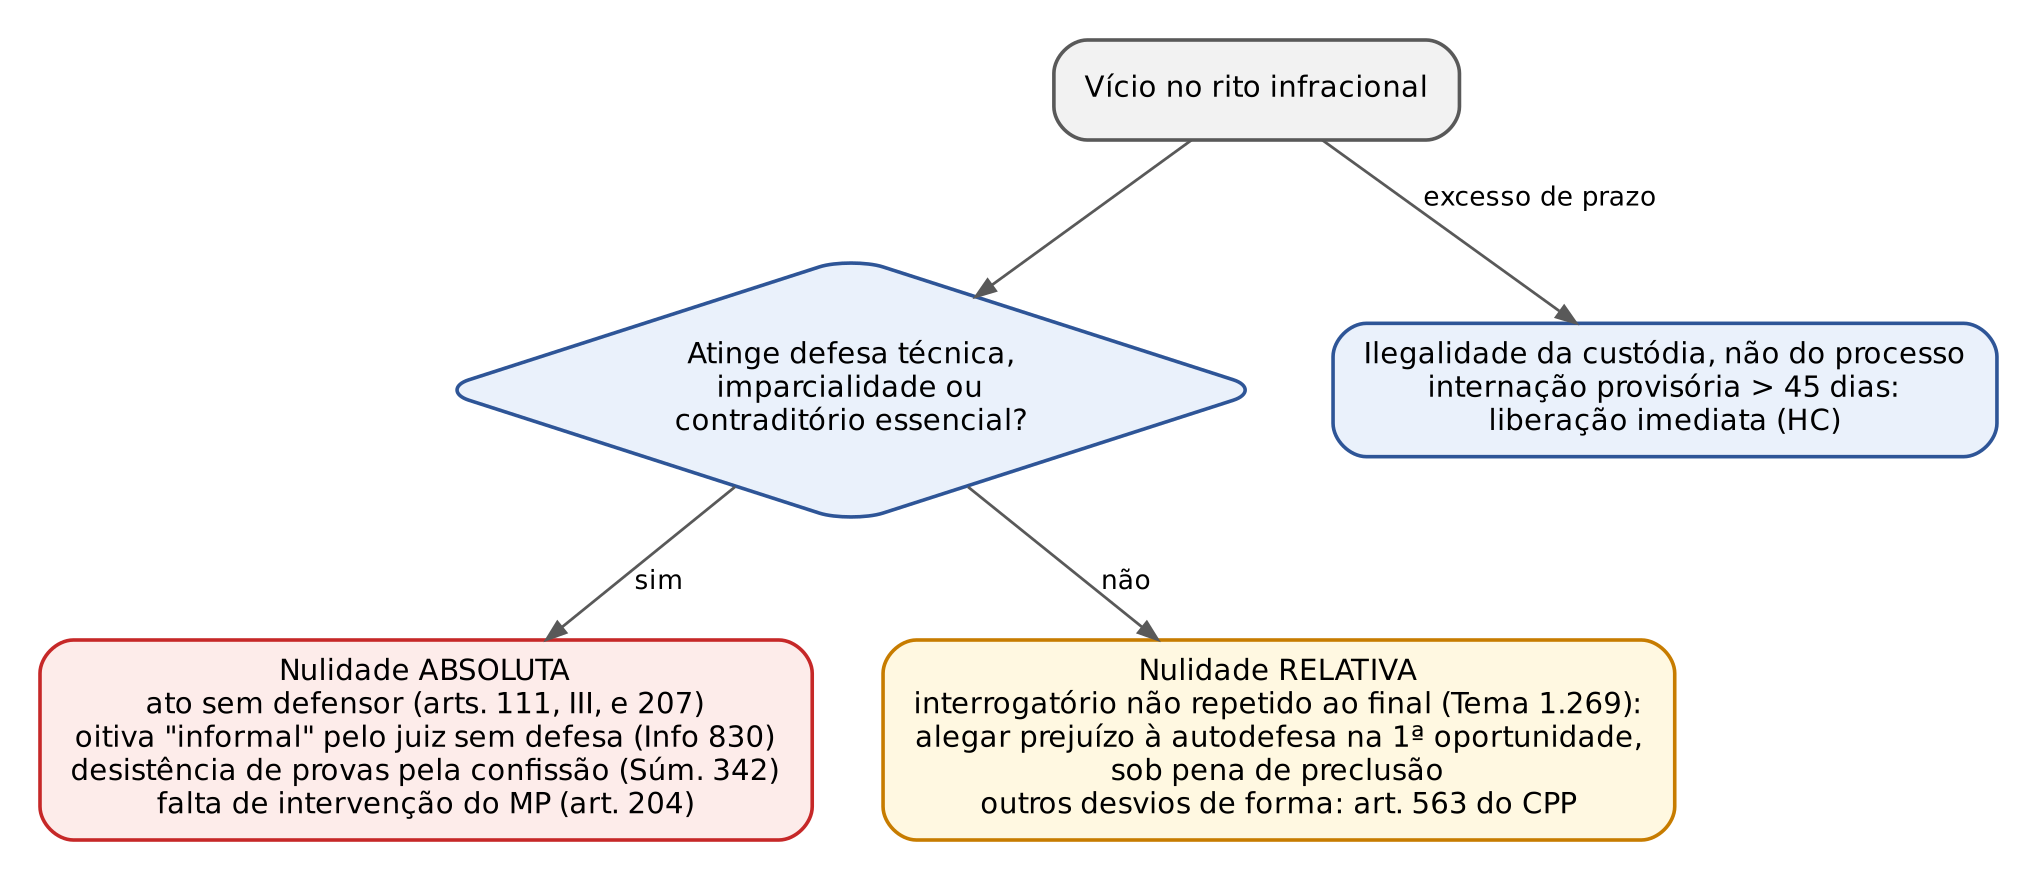 Vício no rito infracional
excesso de prazo
Atinge defesa técnica,
imparcialidade ou
contraditório essencial?
Ilegalidade da custódia, não do processo
internação provisória > 45 dias:
liberação imediata (HC)
sim
não
Nulidade ABSOLUTA
ato sem defensor (arts. 111, III, e 207)
oitiva "informal" pelo juiz sem defesa (Info 830)
desistência de provas pela confissão (Súm. 342)
falta de intervenção do MP (art. 204)
Nulidade RELATIVA
interrogatório não repetido ao final (Tema 1.269):
alegar prejuízo à autodefesa na 1ª oportunidade,
sob pena de preclusão
outros desvios de forma: art. 563 do CPP